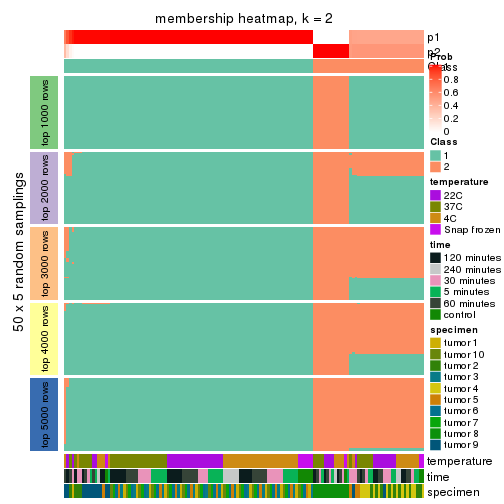 membership heatmap, k = 2
p1
p2
Class
50 x 5 random samplings
top 1000 rows
top 2000 rows
top 3000 rows
top 4000 rows
top 5000 rows
temperature
time
specimen
Prob
1
0.8
0.6
0.4
0.2
0
Class
1
2
temperature
22C
37C
4C
Snap frozen
time
120 minutes
240 minutes
30 minutes
5 minutes
60 minutes
control
specimen
tumor 1
tumor 10
tumor 2
tumor 3
tumor 4
tumor 5
tumor 6
tumor 7
tumor 8
tumor 9